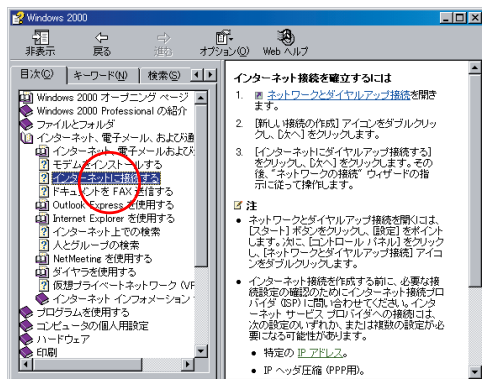 Windows 2000
非表示
戻る
進む
オプション(O)
Web ヘルプ
目次(C)
キーワード(N)
検索(S)
Windows 2000 オープニング ページ
Windows 2000 Professional の紹介
ファイルとフォルダ
インターネット、電子メール、および通
インターネット、電子メールおよび
モデムをインストールする
インターネットに接続する
ドキュメントを FAX 送信する
Outlook Express を使用する
Internet Explorer を使用する
インターネット上での検索
人とグループの検索
NetMeeting を使用する
ダイヤラを使用する
仮想プライベートネットワーク (VF
インターネット インフォメーション
プログラムを使用する
コンピュータの個人用設定
ハードウェア
印刷
インターネット接続を確立するには
1. ネットワークとダイヤルアップ接続を開き
ます。
2. [新しい接続の作成] アイコンをダブルクリッ
クし、[次へ] をクリックします。
3. [インターネットにダイヤルアップ接続する]
をクリックし、[次へ] をクリックします。その
後、"ネットワークの接続" ウィザードの指
示に従って操作します。
注
• ネットワークとダイヤルアップ接続を開くには、
[スタート] ボタンをクリックし、[設定] をポイント
します。次に、[コントロール パネル] をクリック
し、[ネットワークとダイヤルアップ接続] アイコ
ンをダブルクリックします。
• インターネット接続を作成する前に、必要な接
続設定の確認のためにインターネット接続プロ
バイダ (ISP) に問い合わせてください。インタ
ーネット サービス プロバイダへの接続には、
次の設定のいずれか、または複数の設定が必
要になる可能性があります。
• 特定の IP アドレス。
• IP ヘッダ圧縮 (PPP用)。